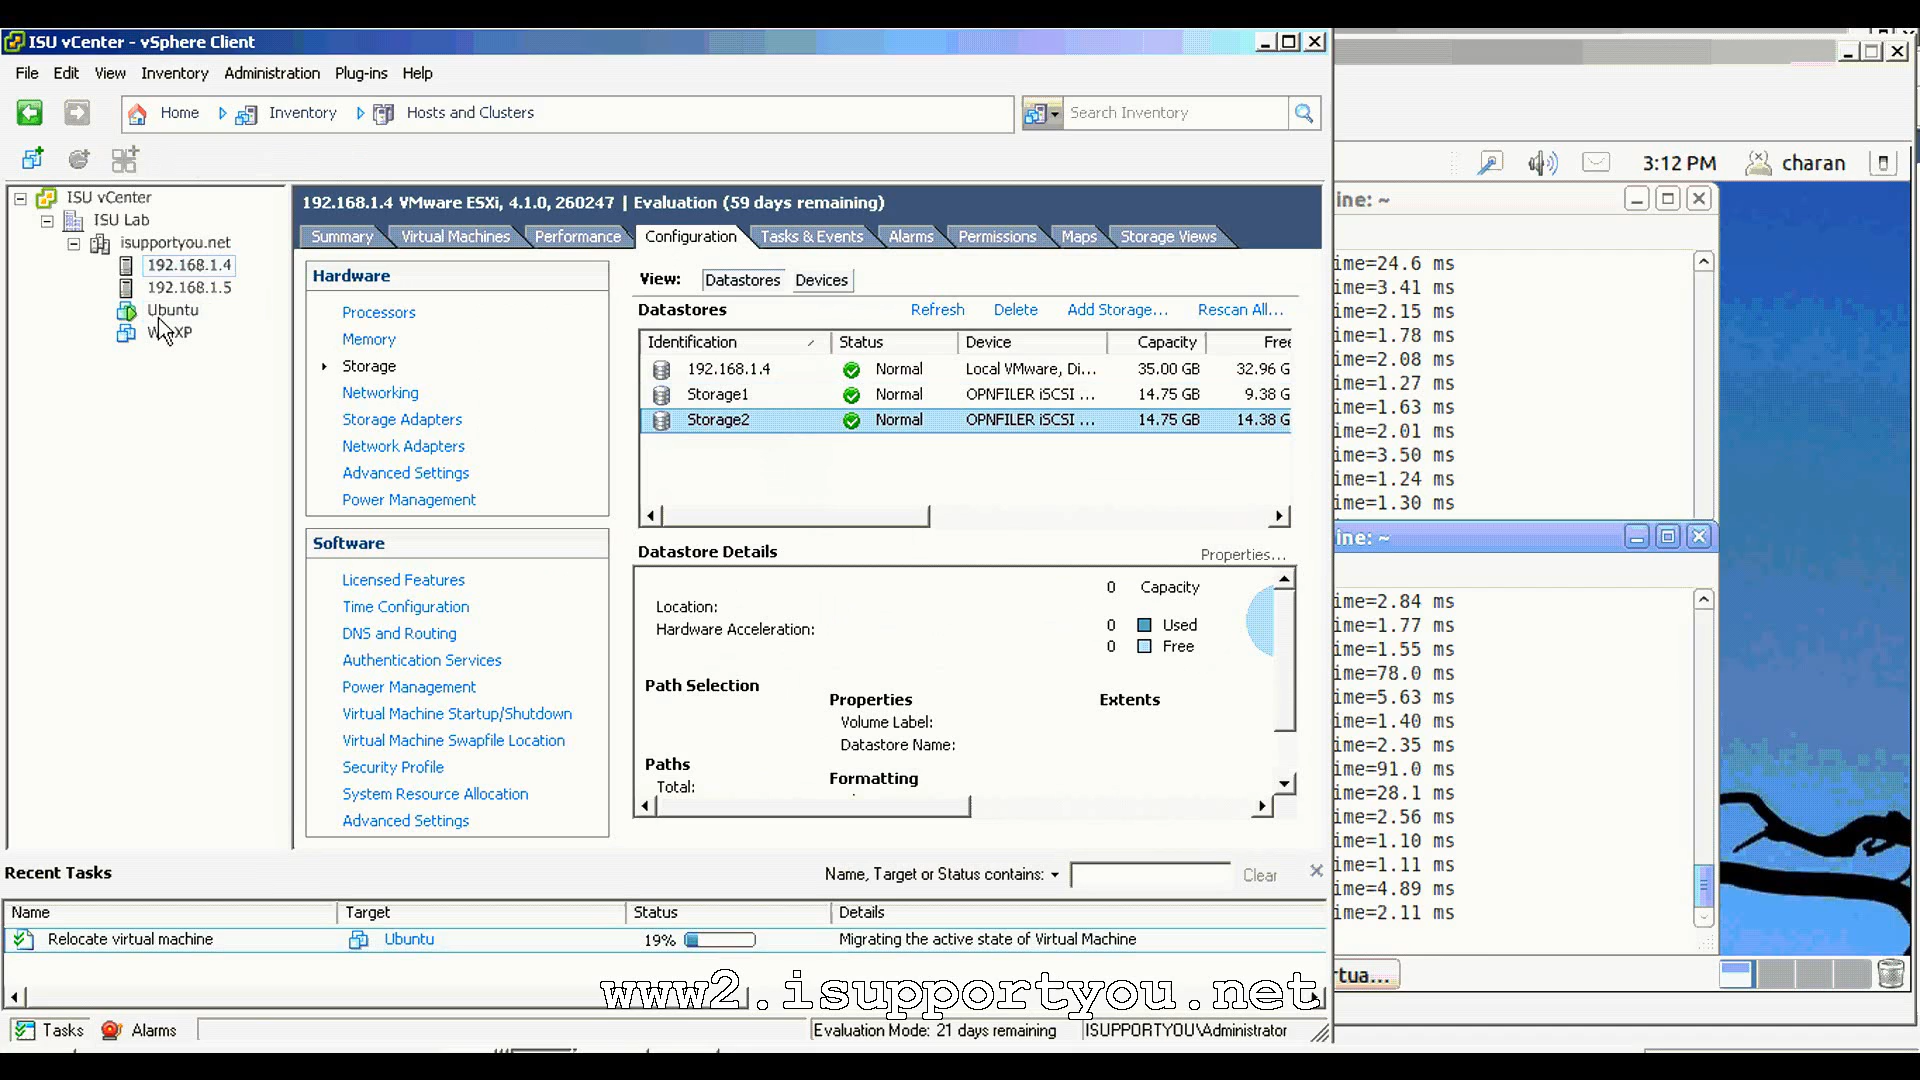 ISU vCenter - vSphere Client
File Edit View Inventory Administration Plug-ins Help
Home Inventory Hosts and Clusters Search Inventory
3:12 PM charan
ISU vCenter
ISU Lab
isupportyou.net
192.168.1.4
192.168.1.5
Ubuntu
192.168.1.4 VMware ESXi, 4.1.0, 260247 | Evaluation (59 days remaining)
Summary Virtual Machines Performance Configuration Tasks & Events Alarms Permissions Maps Storage Views
Hardware
Processors
Memory
Storage
Networking
Storage Adapters
Network Adapters
Advanced Settings
Power Management
Software
Licensed Features
Time Configuration
DNS and Routing
Authentication Services
Power Management
Virtual Machine Startup/Shutdown
Virtual Machine Swapfile Location
Security Profile
System Resource Allocation
Advanced Settings
View: Datastores Devices
Datastores Refresh Delete Add Storage... Rescan All...
Identification Status Device Capacity Free
192.168.1.4 Normal Local VMware, Di... 35.00 GB 32.96 G
Storage1 Normal OPNFILER iSCSI ... 14.75 GB 9.38 G
Storage2 Normal OPNFILER iSCSI ... 14.75 GB 14.38 G
Datastore Details Properties...
0 Capacity
Location:
Hardware Acceleration:
0 Used
0 Free
Path Selection
Properties Extents
Volume Label:
Datastore Name:
Paths
Formatting
Total:
ine: ~
ime=24.6 ms
ime=3.41 ms
ime=2.15 ms
ime=1.78 ms
ime=2.08 ms
ime=1.27 ms
ime=1.63 ms
ime=2.01 ms
ime=3.50 ms
ime=1.24 ms
ime=1.30 ms
ine: ~
ime=2.84 ms
ime=1.77 ms
ime=1.55 ms
ime=78.0 ms
ime=5.63 ms
ime=1.40 ms
ime=2.35 ms
ime=91.0 ms
ime=28.1 ms
ime=2.56 ms
ime=1.10 ms
ime=1.11 ms
ime=4.89 ms
ime=2.11 ms
rtua...
Recent Tasks Name, Target or Status contains: Clear
Name Target Status Details
Relocate virtual machine Ubuntu 19% Migrating the active state of Virtual Machine
www2.isupportyou.net
Tasks Alarms Evaluation Mode: 21 days remaining ISUPPORTYOU\Administrator